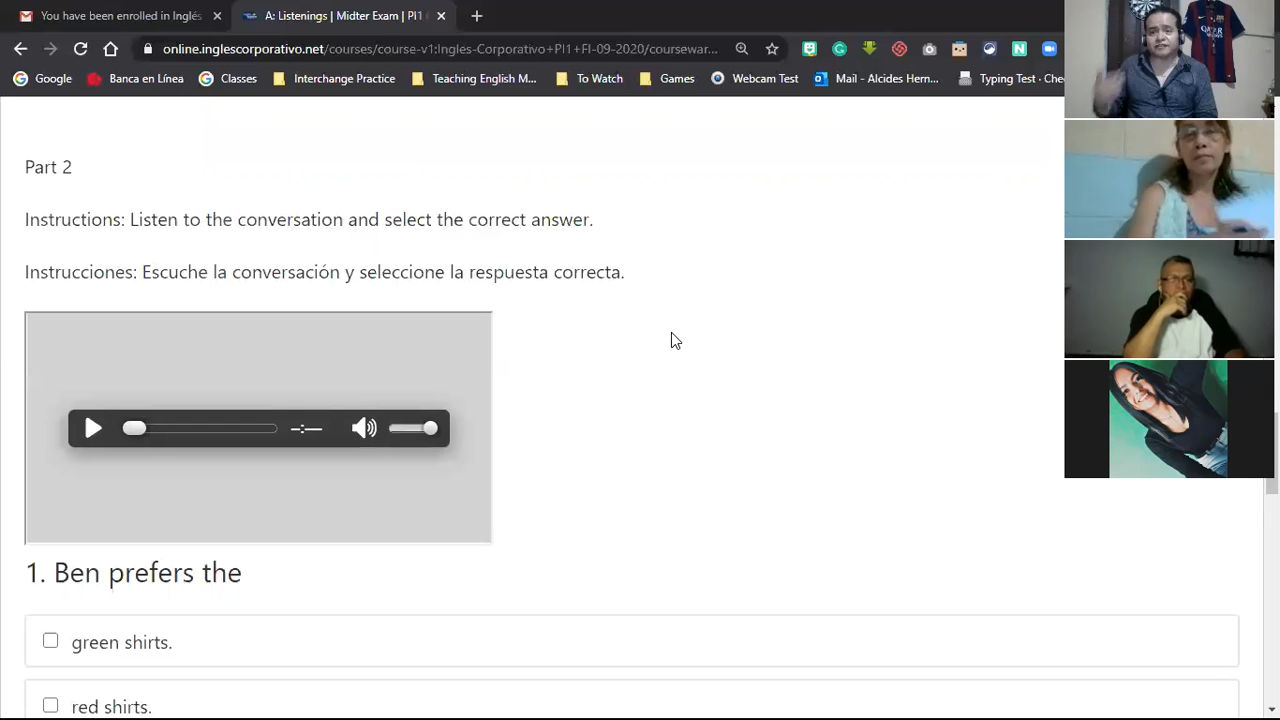 You have been enrolled in Inglés
A: Listenings | Midter Exam | PI1
online.inglescorporativo.net/courses/course-v1:Ingles-Corporativo+PI1+FI-09-2020/coursewar...
Google
Banca en Línea
Classes
Interchange Practice
Teaching English M...
To Watch
Games
Webcam Test
Mail - Alcides Hern...
Typing Test - Che
Part 2
Instructions: Listen to the conversation and select the correct answer.
Instrucciones: Escuche la conversación y seleccione la respuesta correcta.
--:--
1. Ben prefers the
green shirts.
red shirts.
QATAR